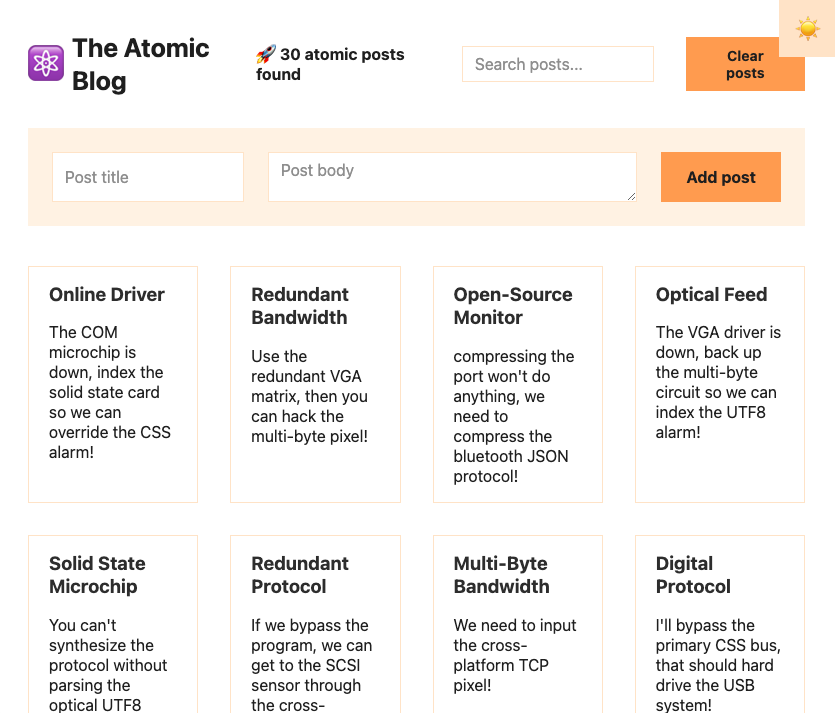 The Atomic
Blog
🚀 30 atomic posts
found
Search posts...
Clear
posts
Post title
Post body
Add post
Online Driver
The COM
microchip is
down, index the
solid state card
so we can
override the CSS
alarm!
Redundant
Bandwidth
Use the
redundant VGA
matrix, then you
can hack the
multi-byte pixel!
Open-Source
Monitor
compressing the
port won't do
anything, we
need to
compress the
bluetooth JSON
protocol!
Optical Feed
The VGA driver is
down, back up
the multi-byte
circuit so we can
index the UTF8
alarm!
Solid State
Microchip
You can't
synthesize the
protocol without
parsing the
optical UTF8
Redundant
Protocol
If we bypass the
program, we can
get to the SCSI
sensor through
the cross-
Multi-Byte
Bandwidth
We need to input
the cross-
platform TCP
pixel!
Digital
Protocol
I'll bypass the
primary CSS bus,
that should hard
drive the USB
system!